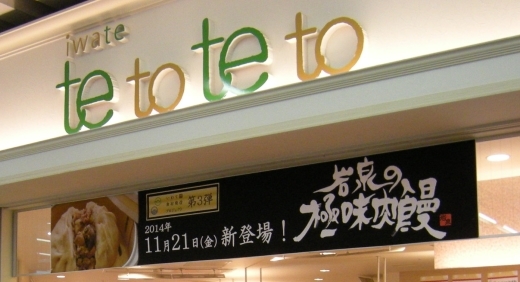 iwate
te to te to
第3弾
2014年
11月21日(金)新登場!
岩泉の
極味肉饅